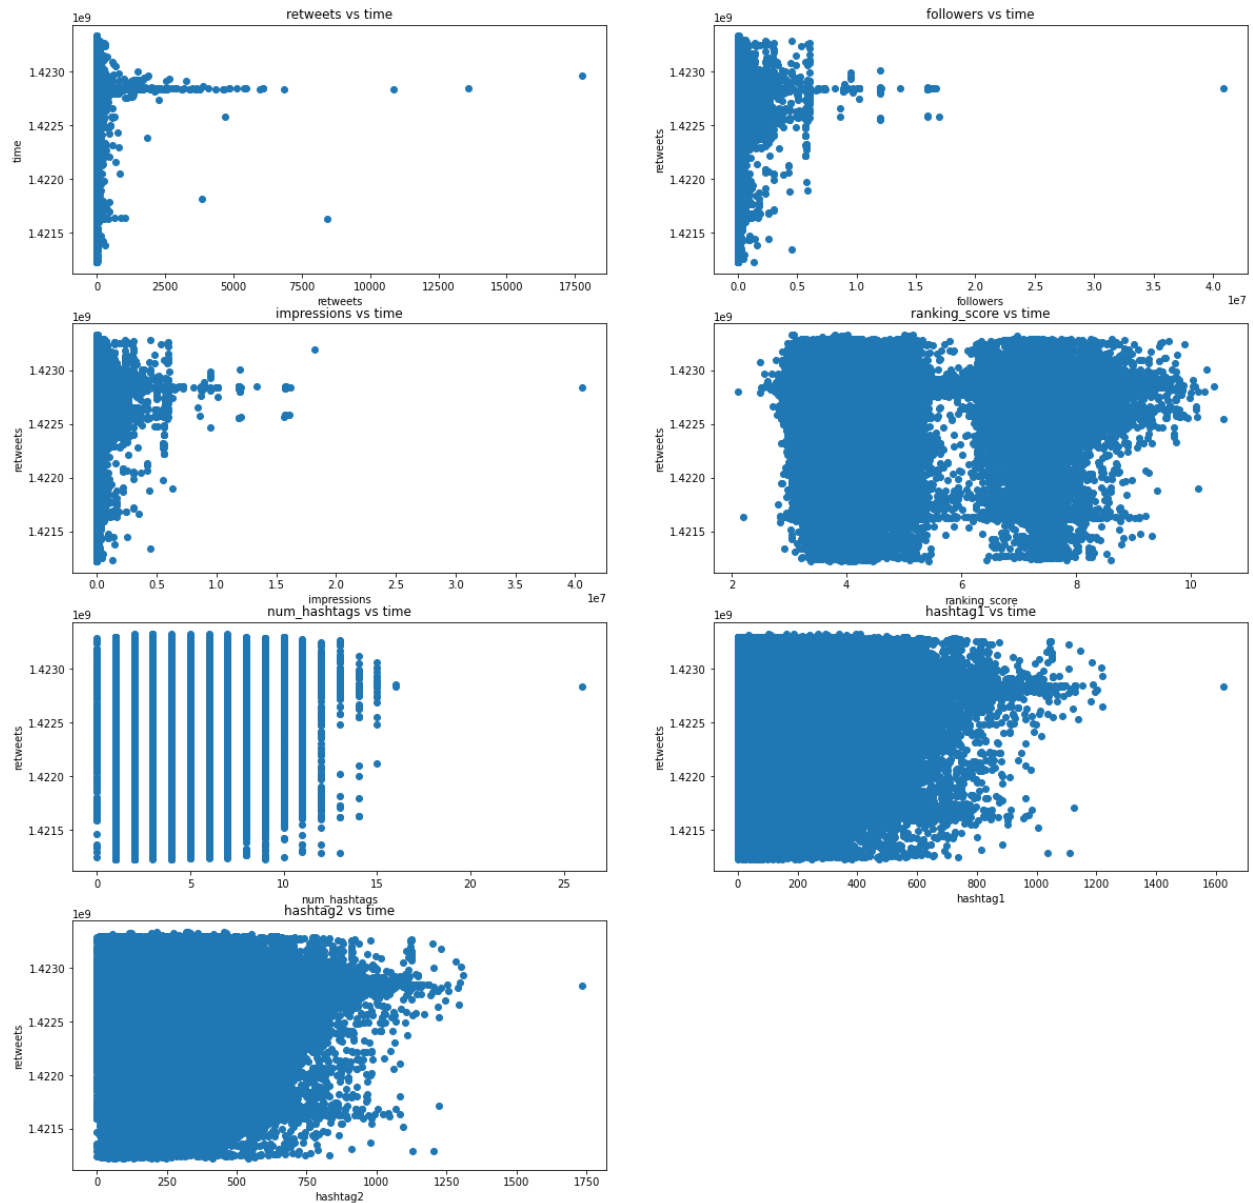 retweets vs time
1e9
1.4230
1.4225
1.4220
1.4215
time
0 2500 5000 7500 10000 12500 15000 17500
retweets
followers vs time
1e9
1.4230
1.4225
1.4220
1.4215
retweets
0.0 0.5 1.0 1.5 2.0 2.5 3.0 3.5 4.0
1e7
followers
impressions vs time
1e9
1.4230
1.4225
1.4220
1.4215
retweets
0.0 0.5 1.0 1.5 2.0 2.5 3.0 3.5 4.0
1e7
impressions
ranking_score vs time
1e9
1.4230
1.4225
1.4220
1.4215
retweets
2 4 6 8 10
ranking_score
num_hashtags vs time
1e9
1.4230
1.4225
1.4220
1.4215
retweets
0 5 10 15 20 25
num_hashtags
hashtag1 vs time
1e9
1.4230
1.4225
1.4220
1.4215
retweets
0 200 400 600 800 1000 1200 1400 1600
hashtag1
hashtag2 vs time
1e9
1.4230
1.4225
1.4220
1.4215
retweets
0 250 500 750 1000 1250 1500 1750
hashtag2